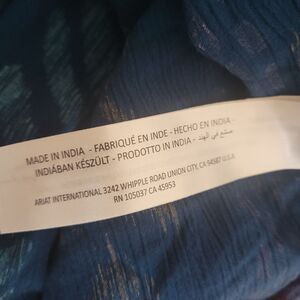 MADE IN INDIA - FABRIQUÉ EN INDE - HECHO EN INDIA -
INDIÁBAN KÉSZÜLT - PRODOTTO IN INDIA - صنع في الهند
ARIAT INTERNATIONAL 3242 WHIPPLE ROAD UNION CITY, CA 94587 U.S.A
RN 105037 CA 45953